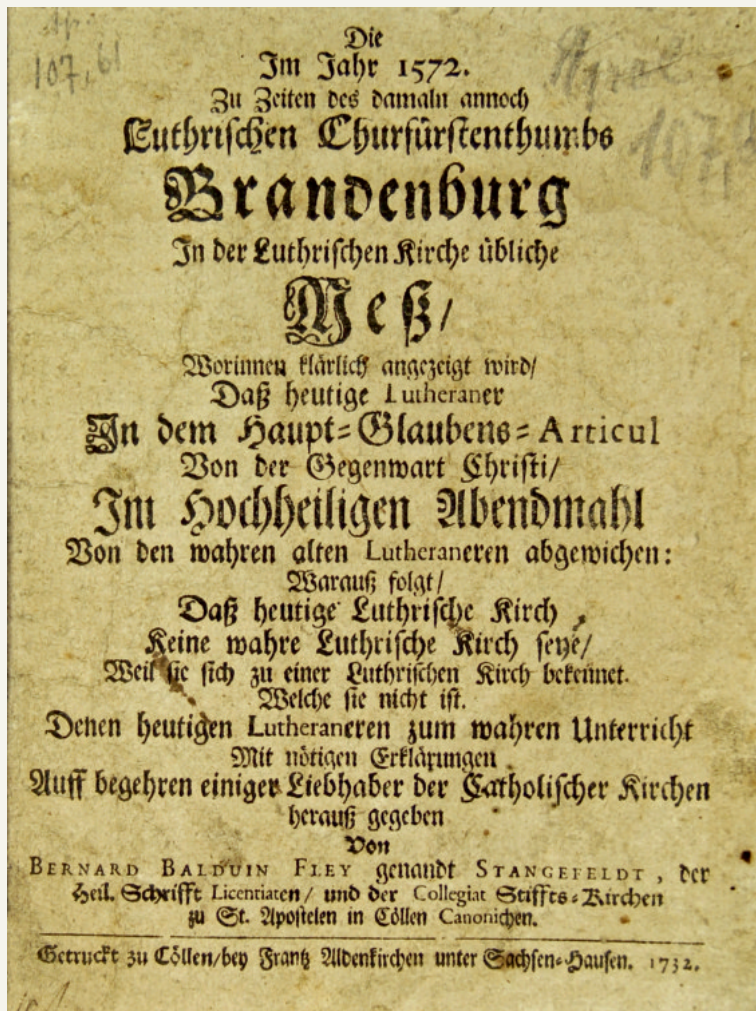 107,61
Die
Im Jahr 1572.
Zu Zeiten des damaln annoch
Luthrischen Churfürstenthumbs
Brandenburg
In der Luthrischen Kirche übliche
Meß/
Worinnen klärlich angezeigt wird/
Daß heutige Lutheraner
In dem Haupt-Glaubens-Articul
Von der Gegenwart Christi/
Im Hochheiligen Abendmahl
Von den wahren alten Lutheraneren abgewichen:
Warauß folgt/
Daß heutige Luthrische Kirch
Keine wahre Luthrische Kirch seye/
Weil sie sich zu einer Luthrischen Kirch bekennet.
Welche sie nicht ist.
Denen heutigen Lutheraneren zum wahren Unterricht
Mit nötigen Erklärungen
Auff begehren einiger Liebhaber der Catholischer Kirchen
herauß gegeben
Von
BERNARD BALDUIN FLEY genandt STANGEFELDT, der
Heil. Schrifft Licentiaten/ und der Collegiat Stiffts-Kirchen
zu St. Apostelen in Cöllen Canonichen.
Getruckt zu Cöllen/bey Frantz Aldenkirchen unter Sachsen-Hausen. 1732.